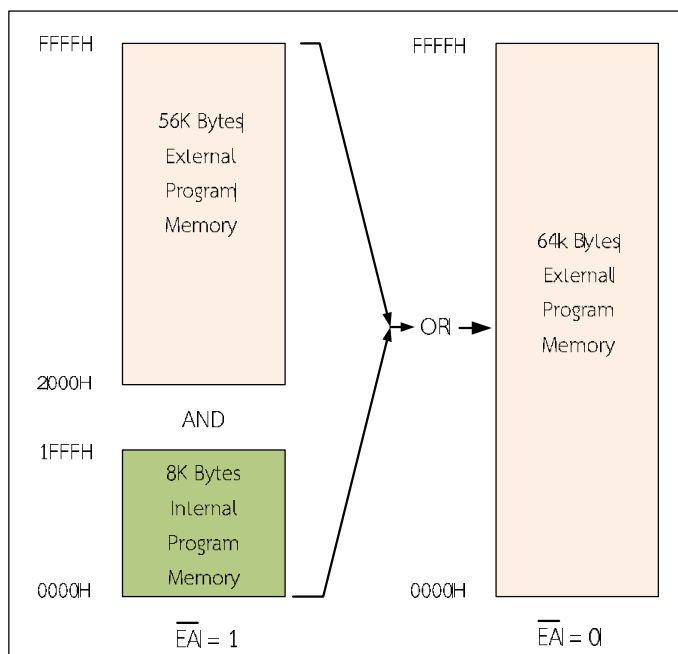 FFFFH
56K Bytes
External
Program
Memory
2000H
AND
1FFFH
8K Bytes
Internal
Program
Memory
0000H
EA = 1
OR
FFFFH
64k Bytes
External
Program
Memory
0000H
EA = 0